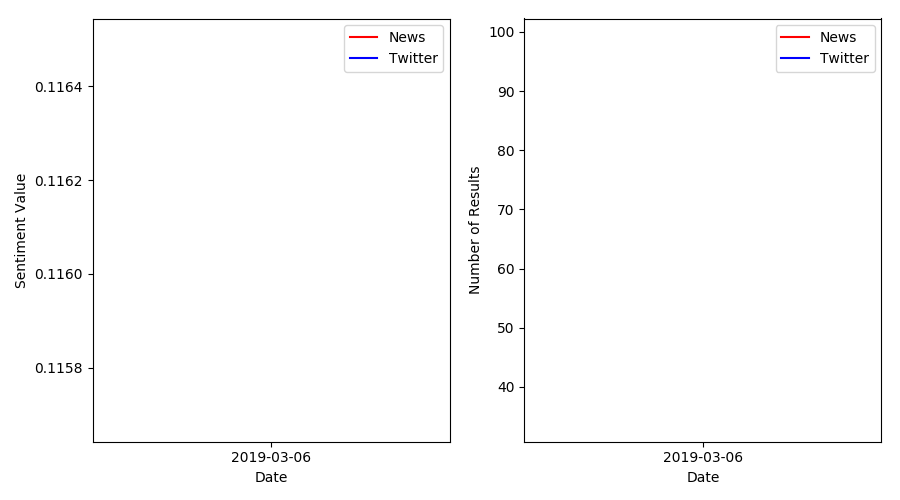 News
Twitter
0.1164
0.1162
0.1160
0.1158
Sentiment Value
2019-03-06
Date
News
Twitter
100
90
80
70
60
50
40
Number of Results
2019-03-06
Date